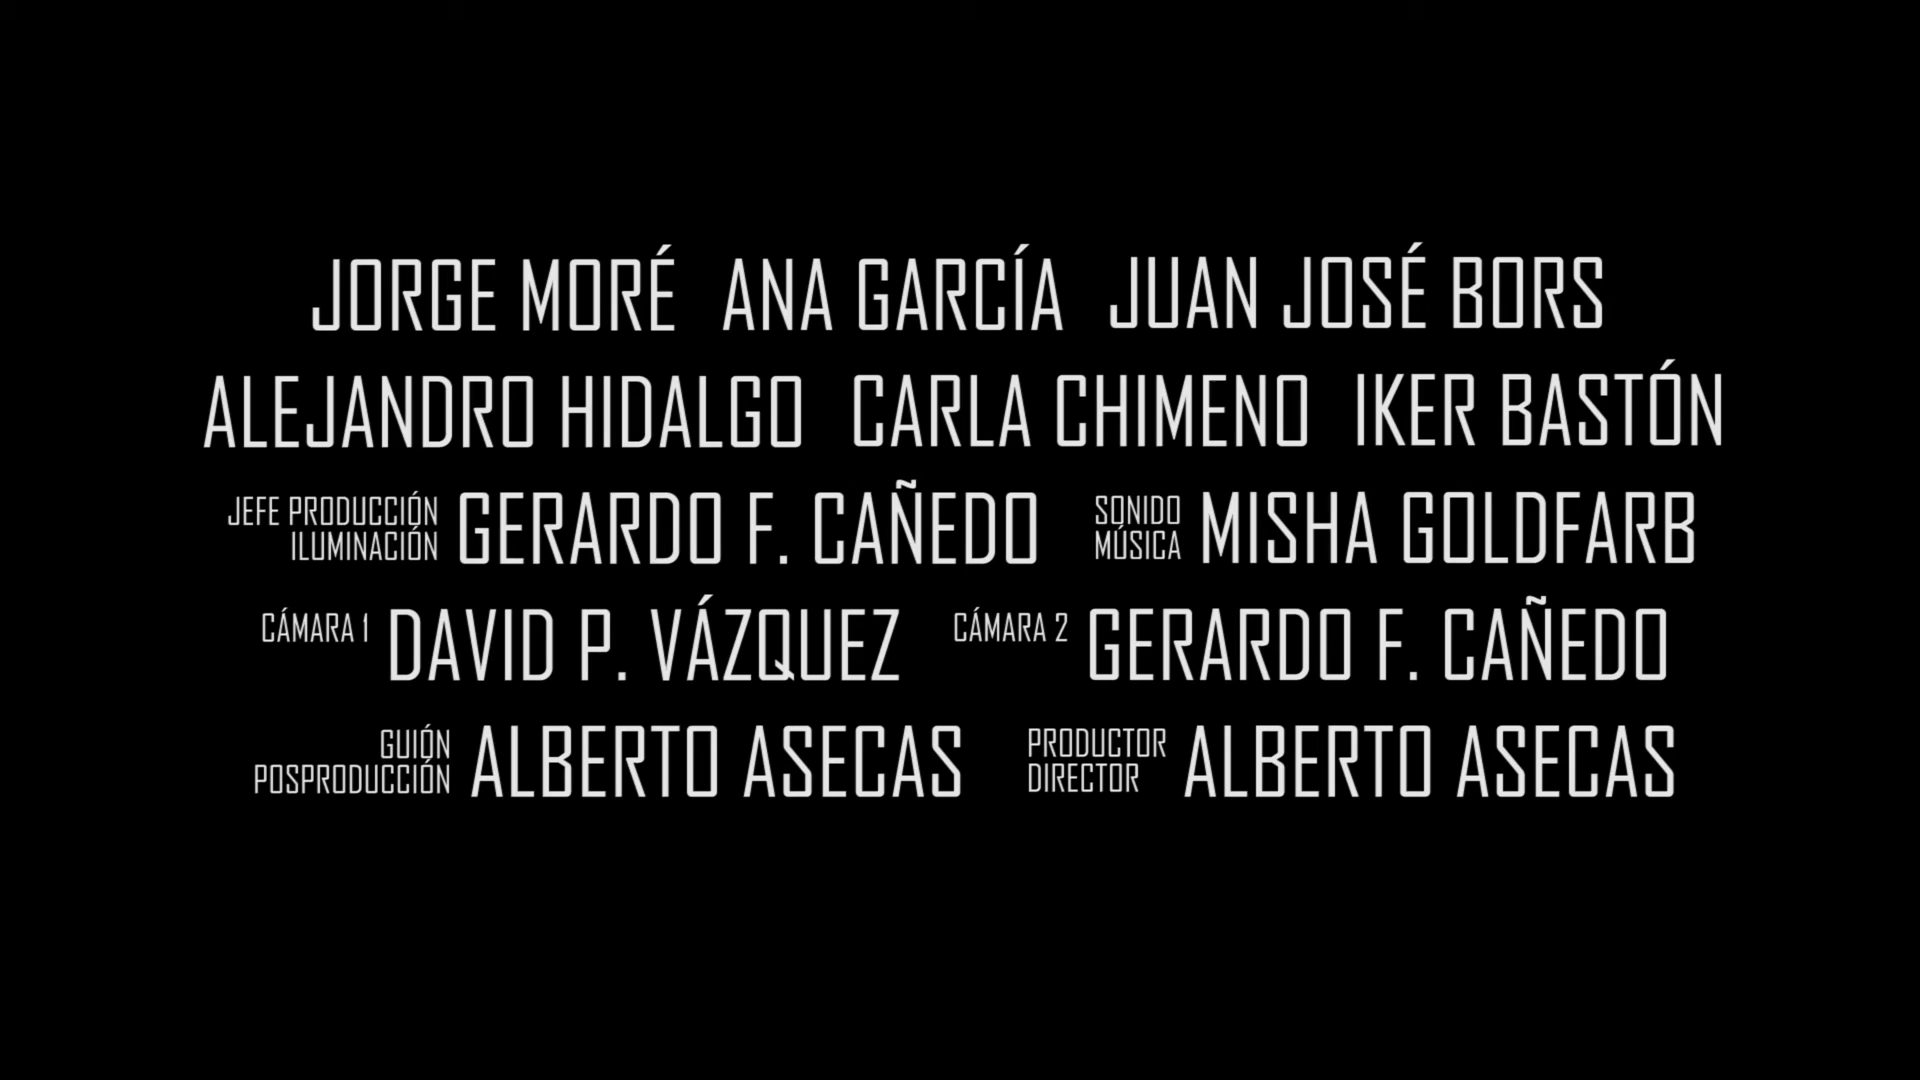 JORGE MORÉ ANA GARCÍA JUAN JOSÉ BORS
ALEJANDRO HIDALGO CARLA CHIMENO IKER BASTÓN
JEFE PRODUCCIÓN
ILUMINACIÓN
GERARDO F. CAÑEDO
SONIDO
MÚSICA
MISHA GOLDFARB
CÁMARA 1 DAVID P. VÁZQUEZ CÁMARA 2 GERARDO F. CAÑEDO
GUIÓN
POSPRODUCCIÓN
ALBERTO ASECAS
PRODUCTOR
DIRECTOR
ALBERTO ASECAS